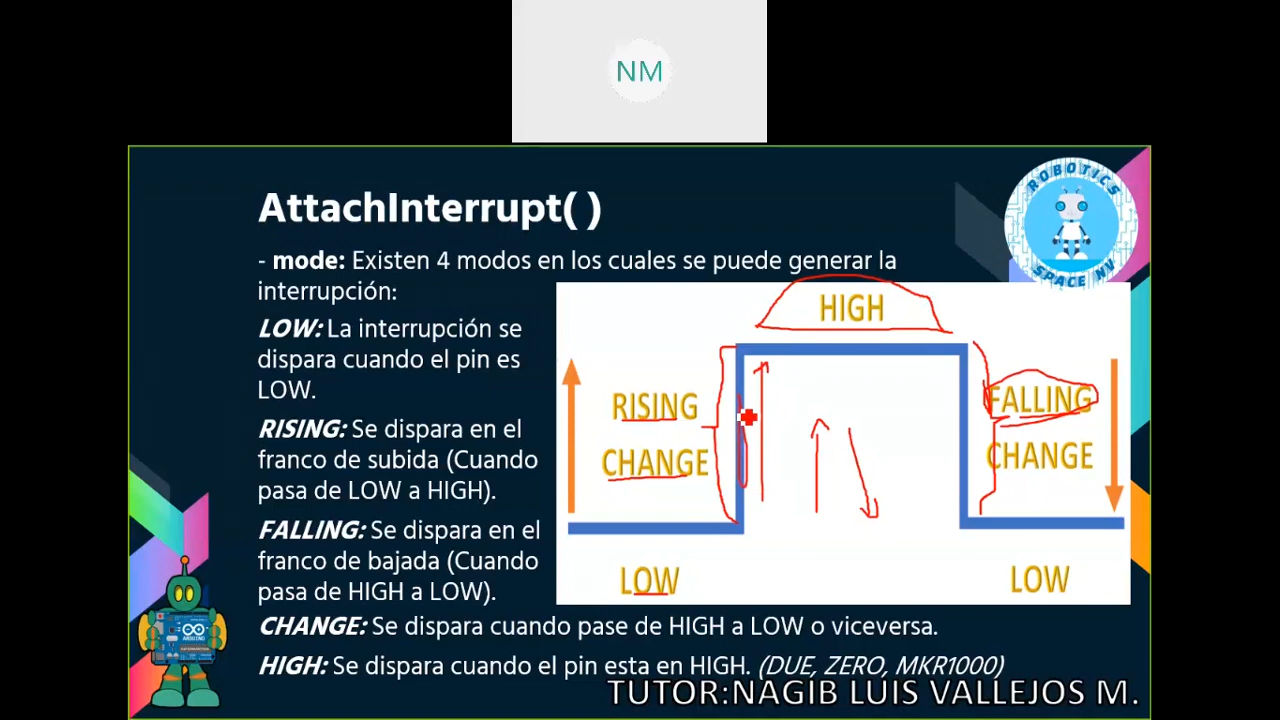 NM
ROBOTICS
SPACE NV
AttachInterrupt( )
- mode: Existen 4 modos en los cuales se puede generar la
interrupción:
LOW: La interrupción se
dispara cuando el pin es
LOW.
RISING: Se dispara en el
franco de subida (Cuando
pasa de LOW a HIGH).
FALLING: Se dispara en el
franco de bajada (Cuando
pasa de HIGH a LOW).
CHANGE: Se dispara cuando pase de HIGH a LOW o viceversa.
HIGH: Se dispara cuando el pin esta en HIGH. (DUE, ZERO, MKR1000)
HIGH
RISING
CHANGE
FALLING
CHANGE
LOW
LOW
ARDUINO
TUTOR:NAGIB LUIS VALLEJOS M.